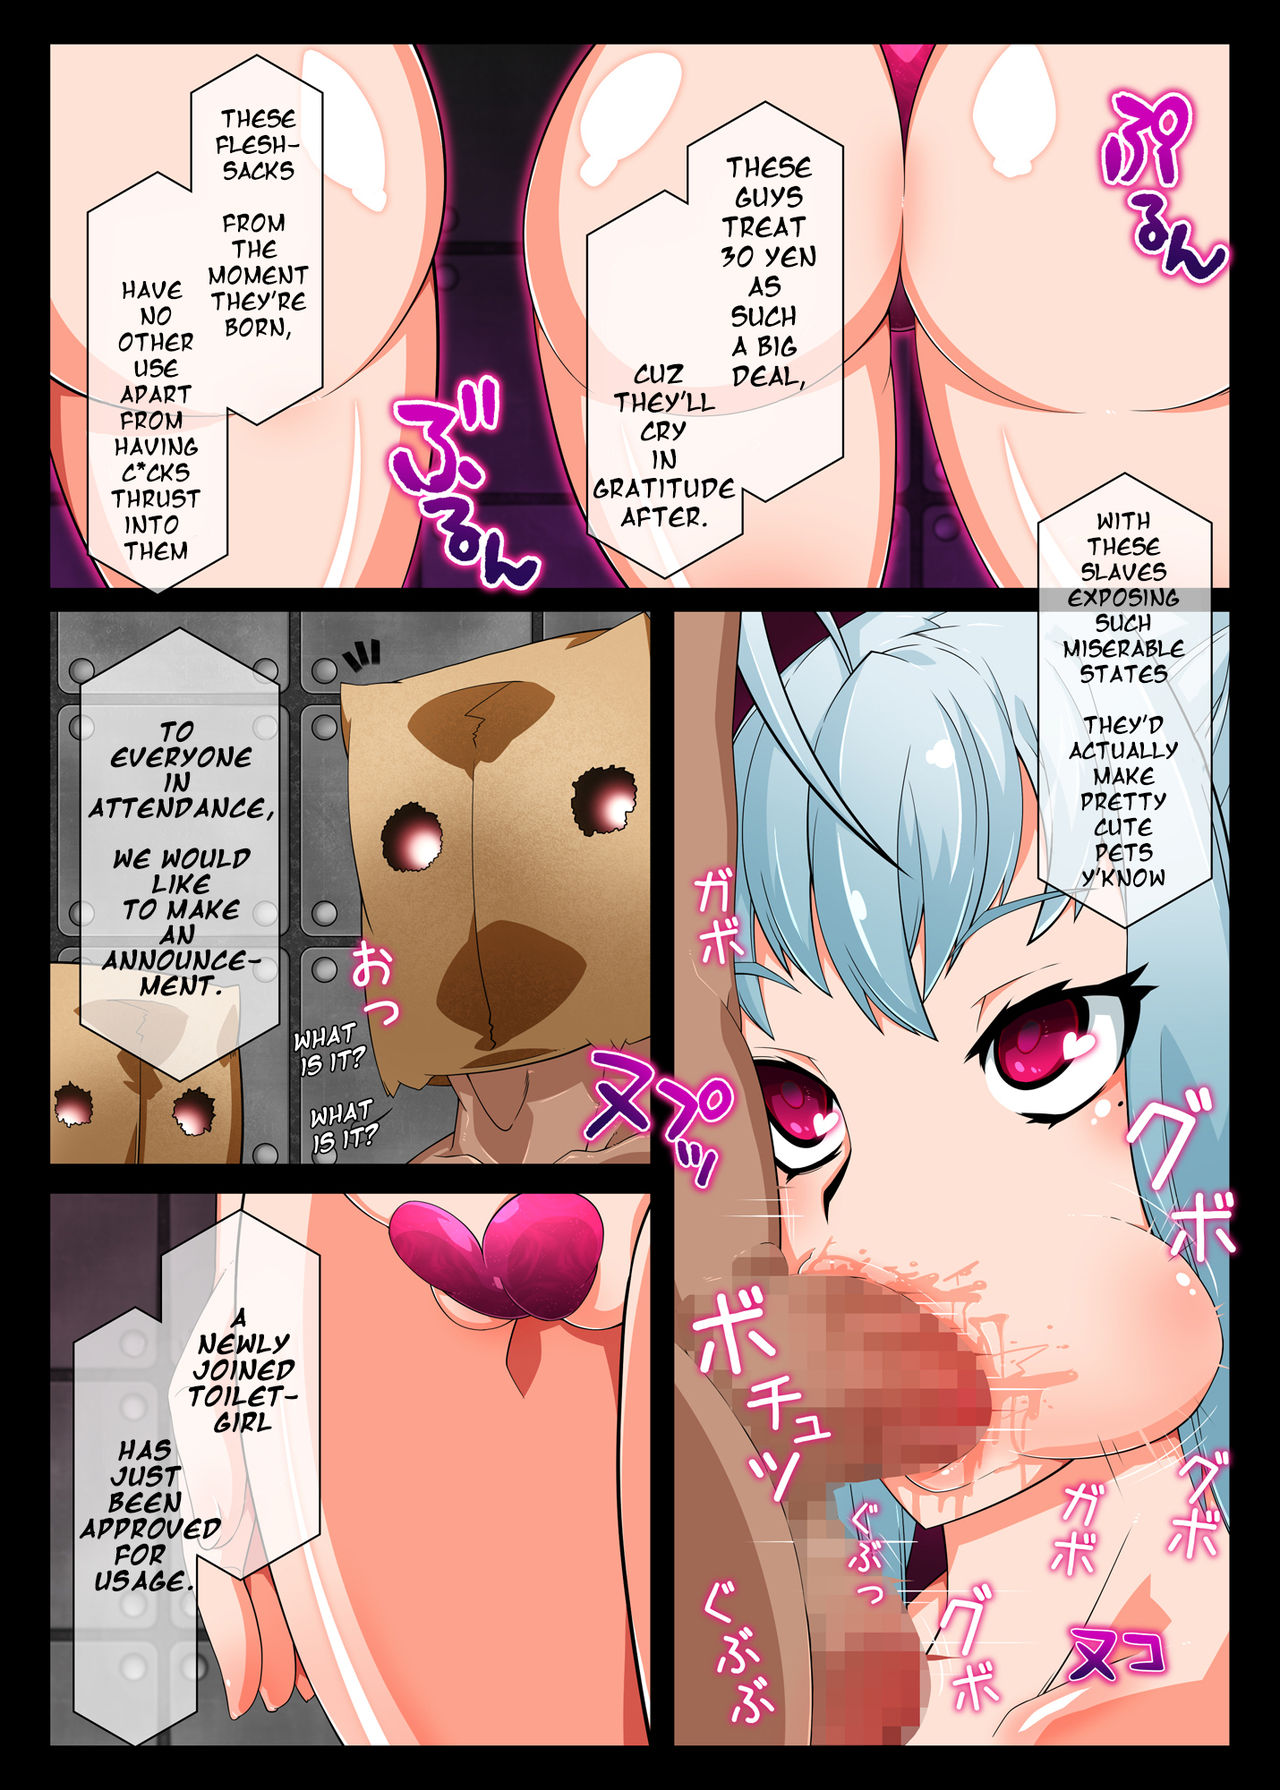 THESE
GUYS
TREAT
30 YEN
AS
SUCH
A BIG
DEAL,
CUZ
THEY'LL
CRY
IN
GRATITUDE
AFTER.
ぷるんっ
THESE
FLESH-
SACKS
FROM
THE
MOMENT
THEY'RE
BORN,
HAVE
NO
OTHER
USE
APART
FROM
HAVING
C*CKS
THRUST
INTO
THEM
ぶるんっ
WITH
THESE
SLAVES
EXPOSING
SUCH
MISERABLE
STATES
THEY'D
ACTUALLY
MAKE
PRETTY
CUTE
PETS
Y'KNOW
ガボ
ヌプッ
グボ
ボチュッ
グボ
ガボ
ぐぶっ
グボ
ぐぶぶ
ヌコ
TO
EVERYONE
IN
ATTENDANCE,
WE WOULD
LIKE
TO MAKE
AN
ANNOUNCE-
MENT.
おっ
WHAT
IS IT?
WHAT
IS IT?
A
NEWLY
JOINED
TOILET-
GIRL
HAS
JUST
BEEN
APPROVED
FOR
USAGE.